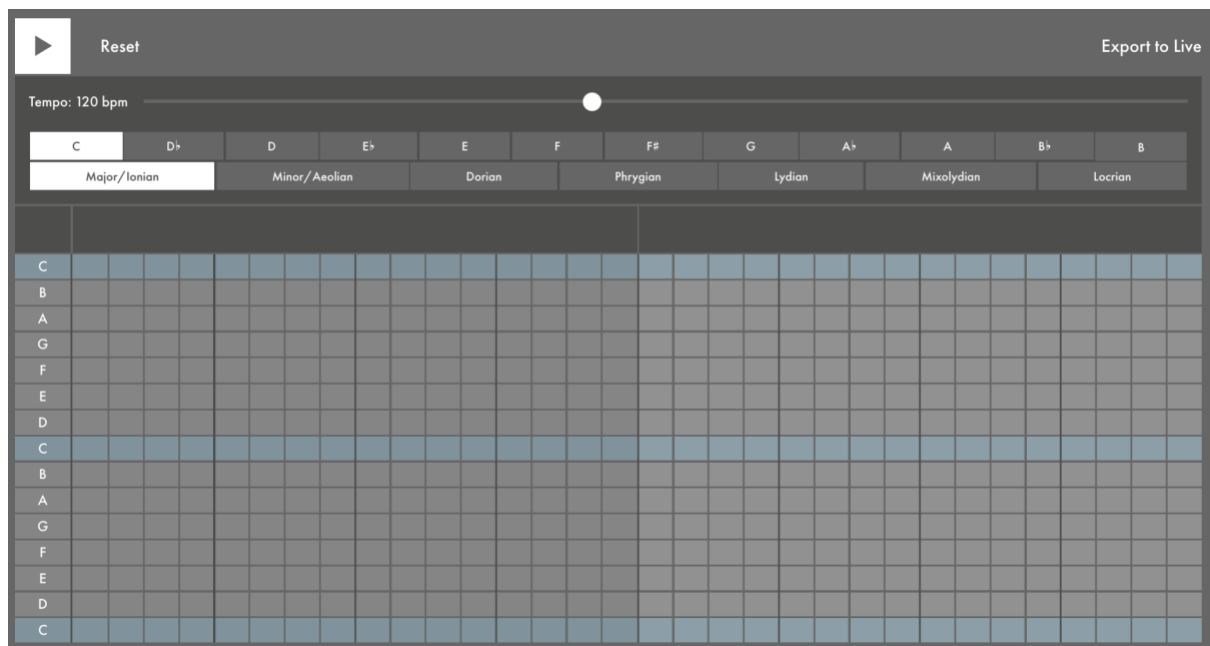 Reset Export to Live
Tempo: 120 bpm
C D♭ D E♭ E F F♯ G A♭ A B♭ B
Major/Ionian Minor/Aeolian Dorian Phrygian Lydian Mixolydian Locrian
C
B
A
G
F
E
D
C
B
A
G
F
E
D
C